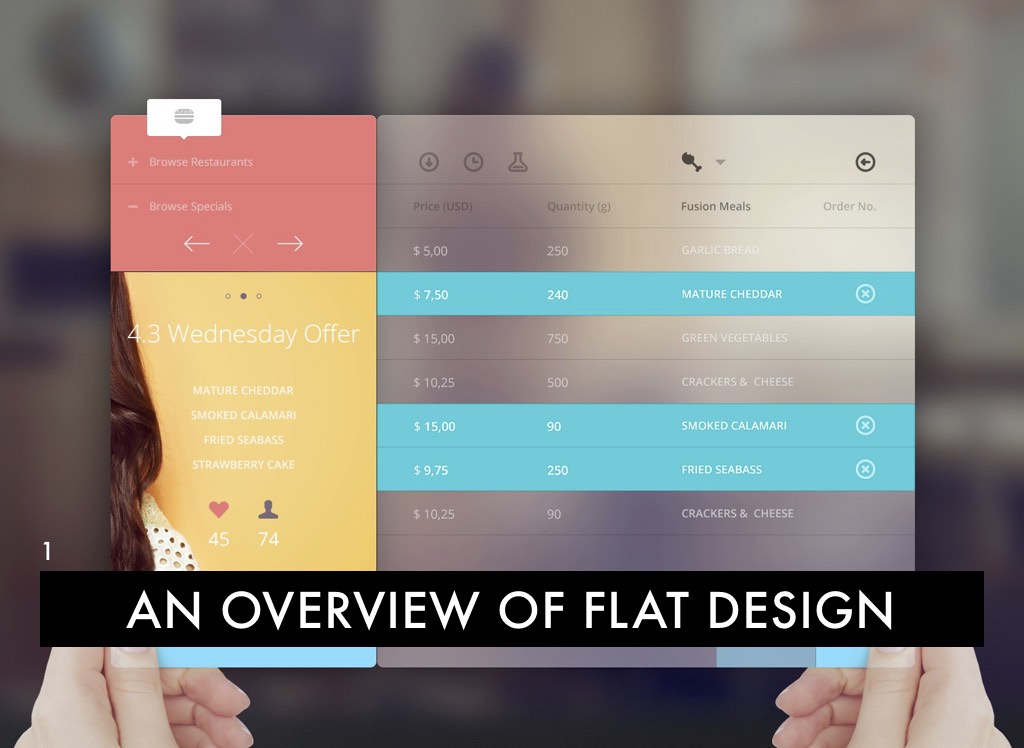 + Browse Restaurants
− Browse Specials
4.3 Wednesday Offer
MATURE CHEDDAR
SMOKED CALAMARI
FRIED SEABASS
STRAWBERRY CAKE
45 74
Price (USD) Quantity (g) Fusion Meals Order No.
$ 5,00 250 GARLIC BREAD
$ 7,50 240 MATURE CHEDDAR
$ 15,00 750 GREEN VEGETABLES
$ 10,25 500 CRACKERS & CHEESE
$ 15,00 90 SMOKED CALAMARI
$ 9,75 250 FRIED SEABASS
$ 10,25 90 CRACKERS & CHEESE
1
AN OVERVIEW OF FLAT DESIGN